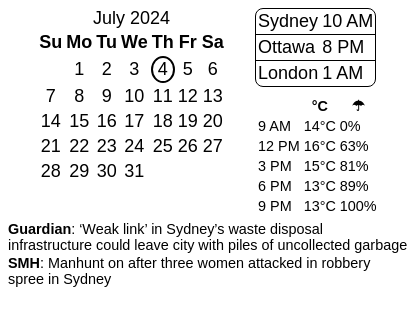 July 2024
Su Mo Tu We Th Fr Sa
1 2 3 4 5 6
7 8 9 10 11 12 13
14 15 16 17 18 19 20
21 22 23 24 25 26 27
28 29 30 31
Sydney 10 AM
Ottawa 8 PM
London 1 AM
°C ☂
9 AM 14°C 0%
12 PM 16°C 63%
3 PM 15°C 81%
6 PM 13°C 89%
9 PM 13°C 100%
Guardian: ‘Weak link’ in Sydney’s waste disposal
infrastructure could leave city with piles of uncollected garbage
SMH: Manhunt on after three women attacked in robbery
spree in Sydney